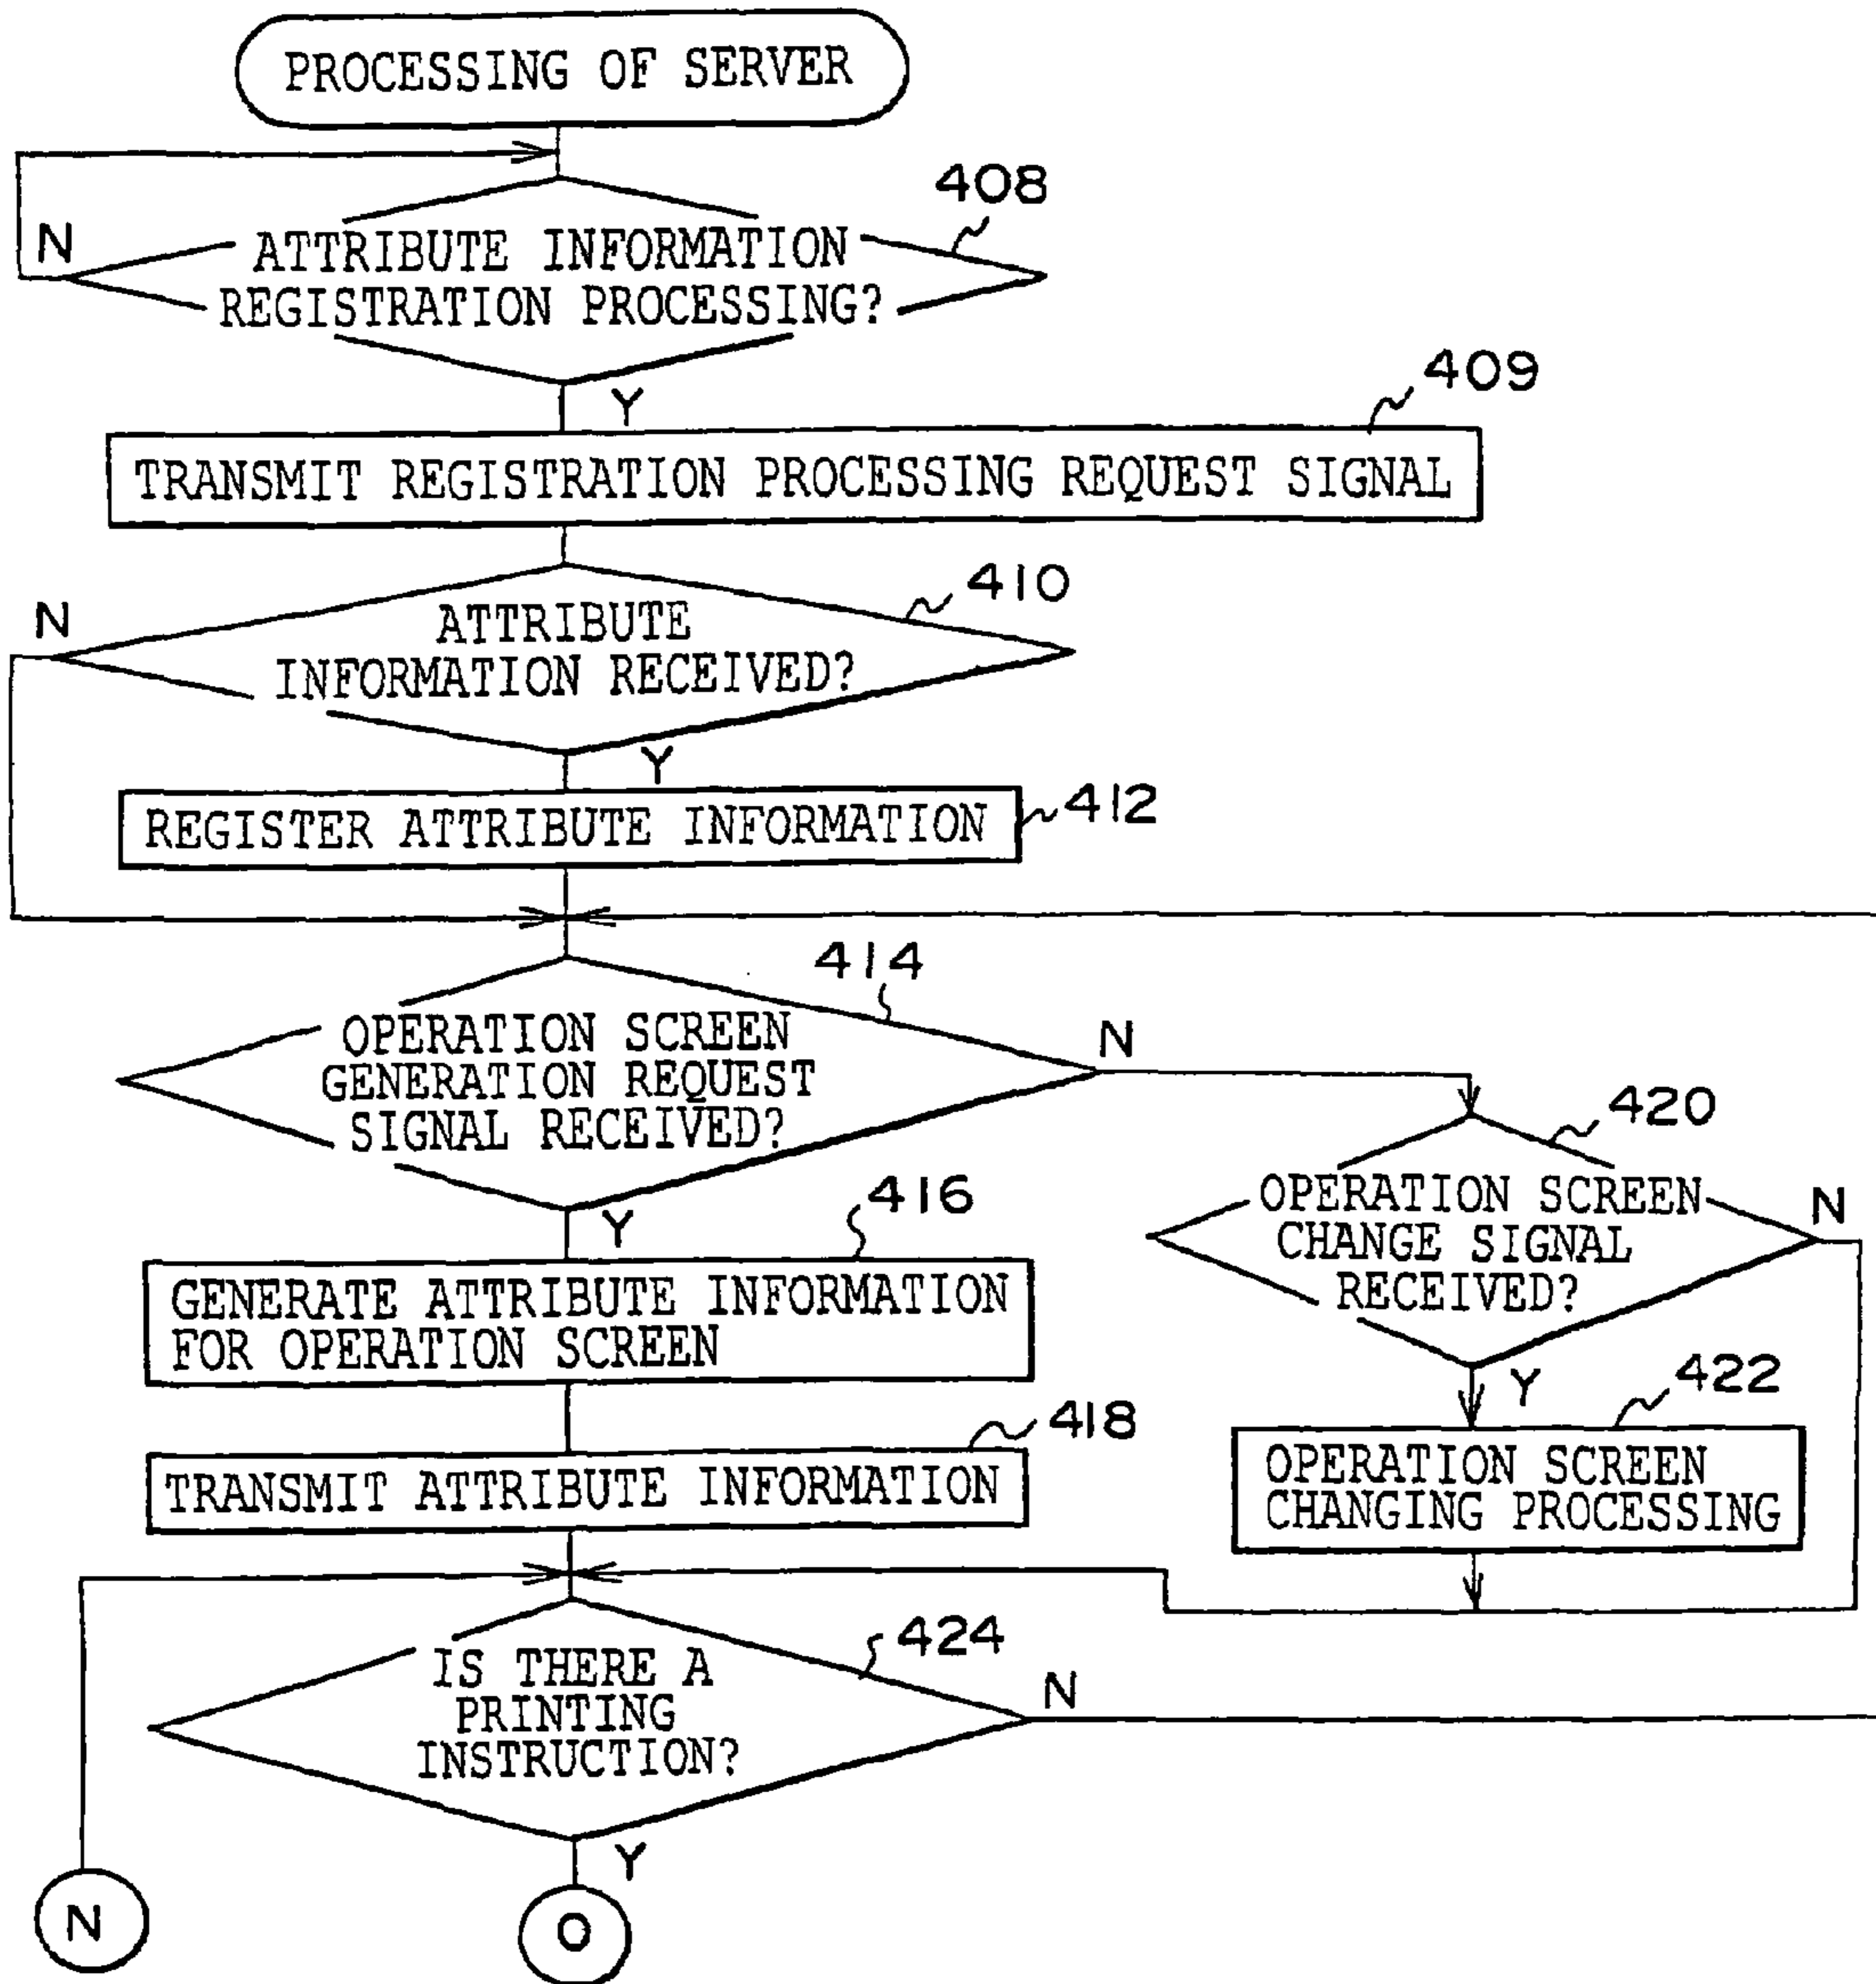 PROCESSING OF SERVER
408
N
ATTRIBUTE INFORMATION
REGISTRATION PROCESSING?
Y
409
TRANSMIT REGISTRATION PROCESSING REQUEST SIGNAL
410
N
ATTRIBUTE
INFORMATION RECEIVED?
Y
412
REGISTER ATTRIBUTE INFORMATION
414
OPERATION SCREEN
GENERATION REQUEST
SIGNAL RECEIVED?
N
Y
420
OPERATION SCREEN
CHANGE SIGNAL
RECEIVED?
N
Y
416
GENERATE ATTRIBUTE INFORMATION
FOR OPERATION SCREEN
422
OPERATION SCREEN
CHANGING PROCESSING
418
TRANSMIT ATTRIBUTE INFORMATION
424
IS THERE A
PRINTING
INSTRUCTION?
N
Y
N
O